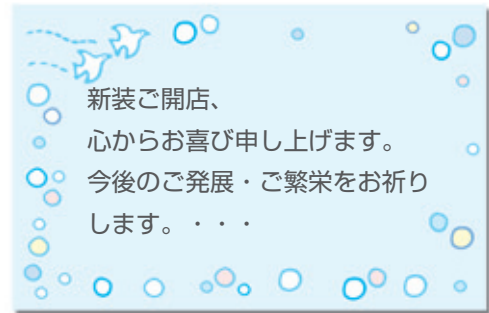 新装ご開店、
心からお喜び申し上げます。
今後のご発展・ご繁栄をお祈り
します。・・・